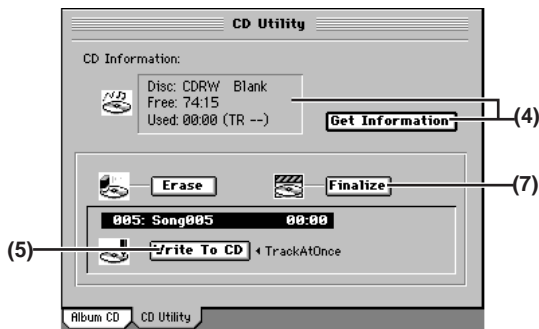 CD Utility
CD Information:
Disc: CDRW Blank
Free: 74:15
Used: 00:00 (TR --)
Get Information
(4)
Erase
Finalize
(7)
005: Song005 00:00
(5)
Write To CD
TrackAtOnce
Album CD
CD Utility